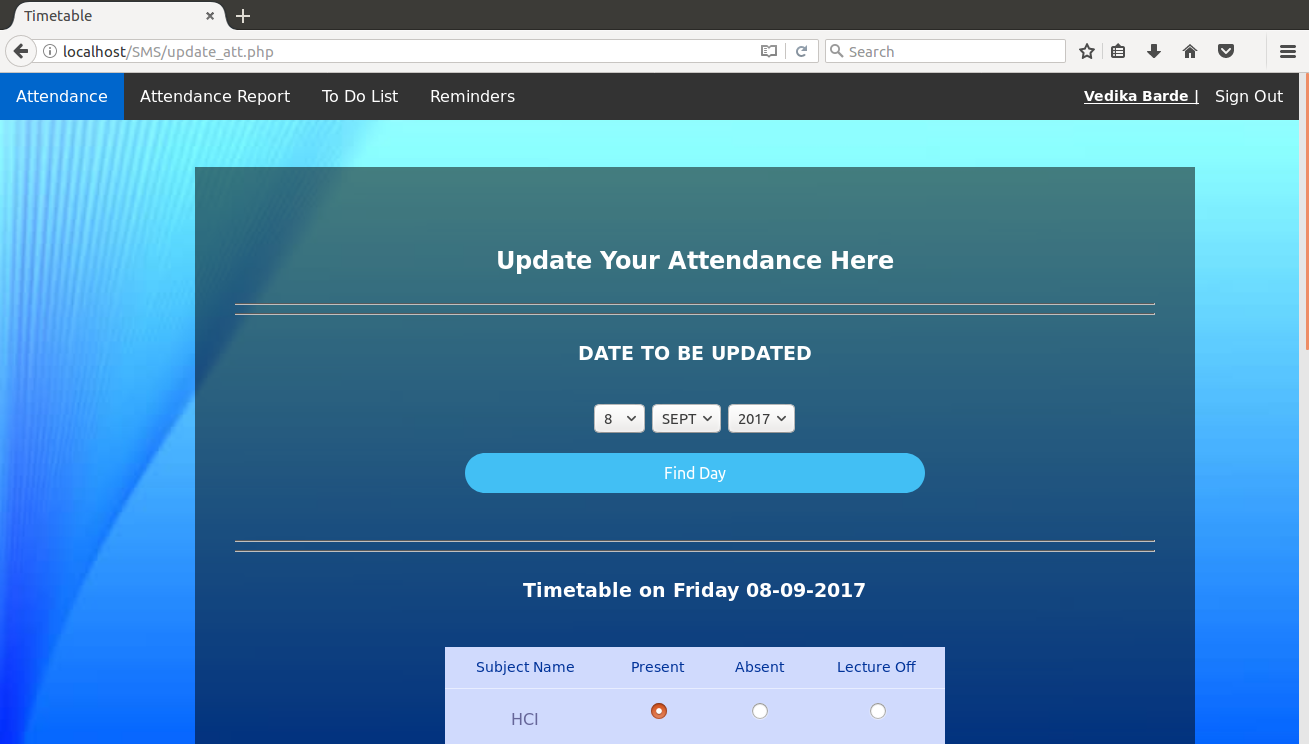 Timetable
localhost/SMS/update_att.php
Search
Attendance Attendance Report To Do List Reminders Vedika Barde | Sign Out
Update Your Attendance Here
DATE TO BE UPDATED
8 SEPT 2017
Find Day
Timetable on Friday 08-09-2017
Subject Name Present Absent Lecture Off
HCI